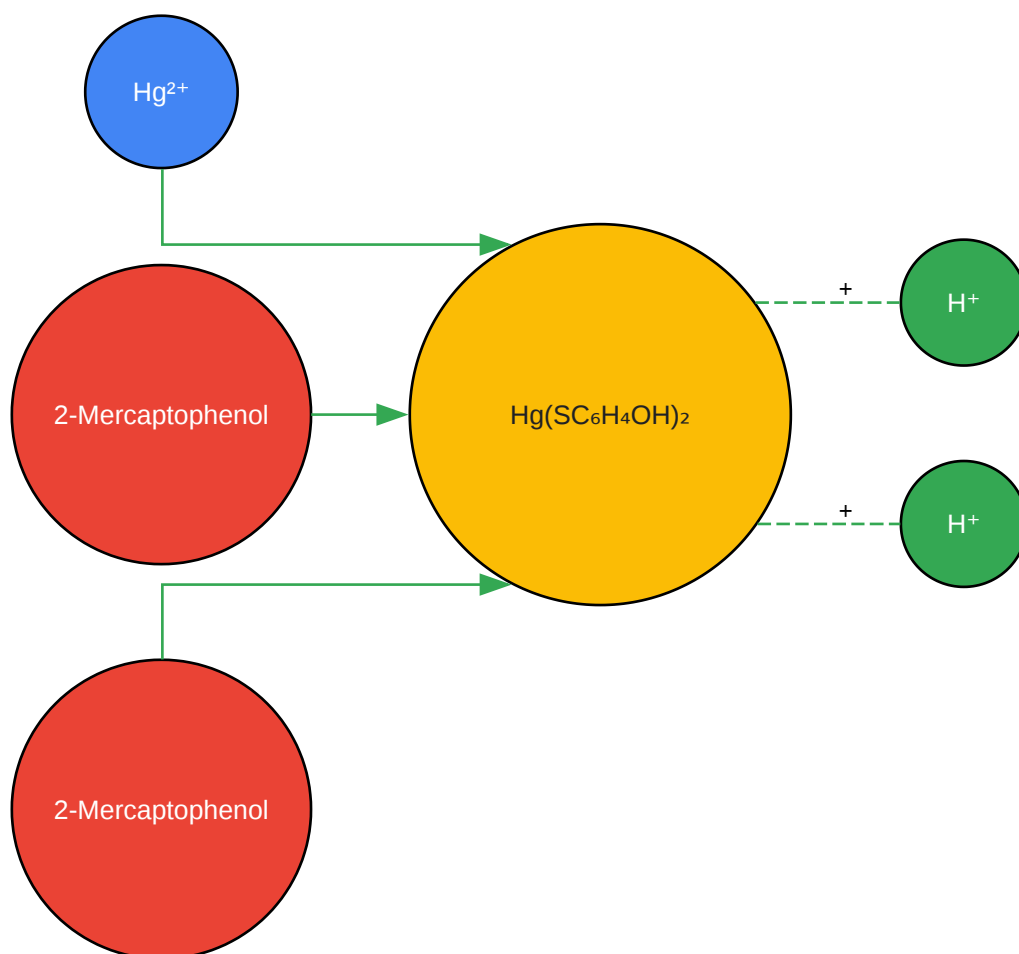 Hg²⁺
2-Mercaptophenol
2-Mercaptophenol
Hg(SC₆H₄OH)₂
+
H⁺
+
H⁺